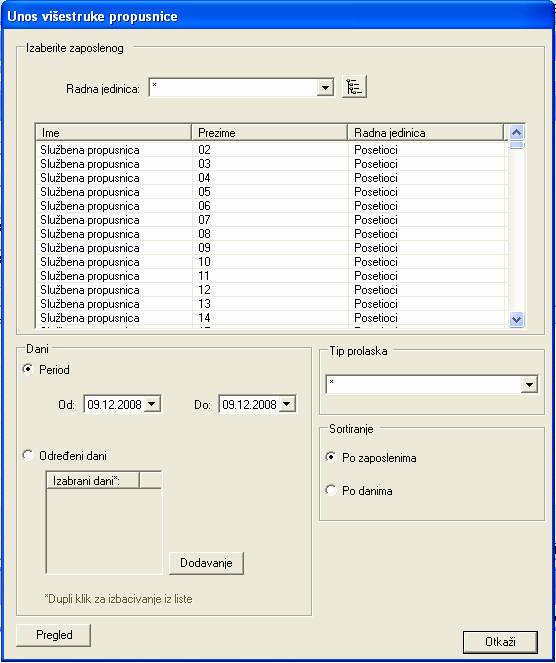 Unos višestruke propusnice
Izaberite zaposlenog
Radna jedinica: *
Ime Prezime Radna jedinica
Službena propusnica 02 Posetioci
Službena propusnica 03 Posetioci
Službena propusnica 04 Posetioci
Službena propusnica 05 Posetioci
Službena propusnica 06 Posetioci
Službena propusnica 07 Posetioci
Službena propusnica 08 Posetioci
Službena propusnica 09 Posetioci
Službena propusnica 10 Posetioci
Službena propusnica 11 Posetioci
Službena propusnica 12 Posetioci
Službena propusnica 13 Posetioci
Službena propusnica 14 Posetioci
Dani
Period
Od: 09.12.2008 Do: 09.12.2008
Određeni dani
Izabrani dani*:
Dodavanje
*Dupli klik za izbacivanje iz liste
Tip prolaska
*
Sortiranje
Po zaposlenima
Po danima
Pregled
Otkaži